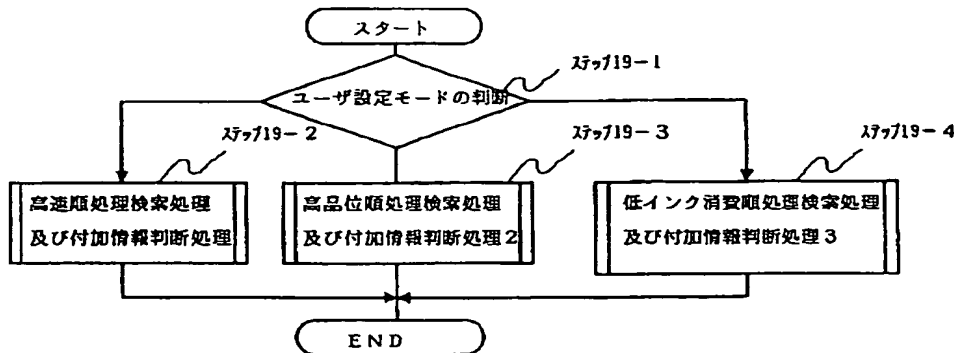 スタート
ステップ19－1
ユーザ設定モードの判断
ステップ19－2
ステップ19－3
ステップ19－4
高速順処理検索処理
及び付加情報判断処理
高品位順処理検索処理
及び付加情報判断処理2
低インク消費順処理検索処理
及び付加情報判断処理3
END